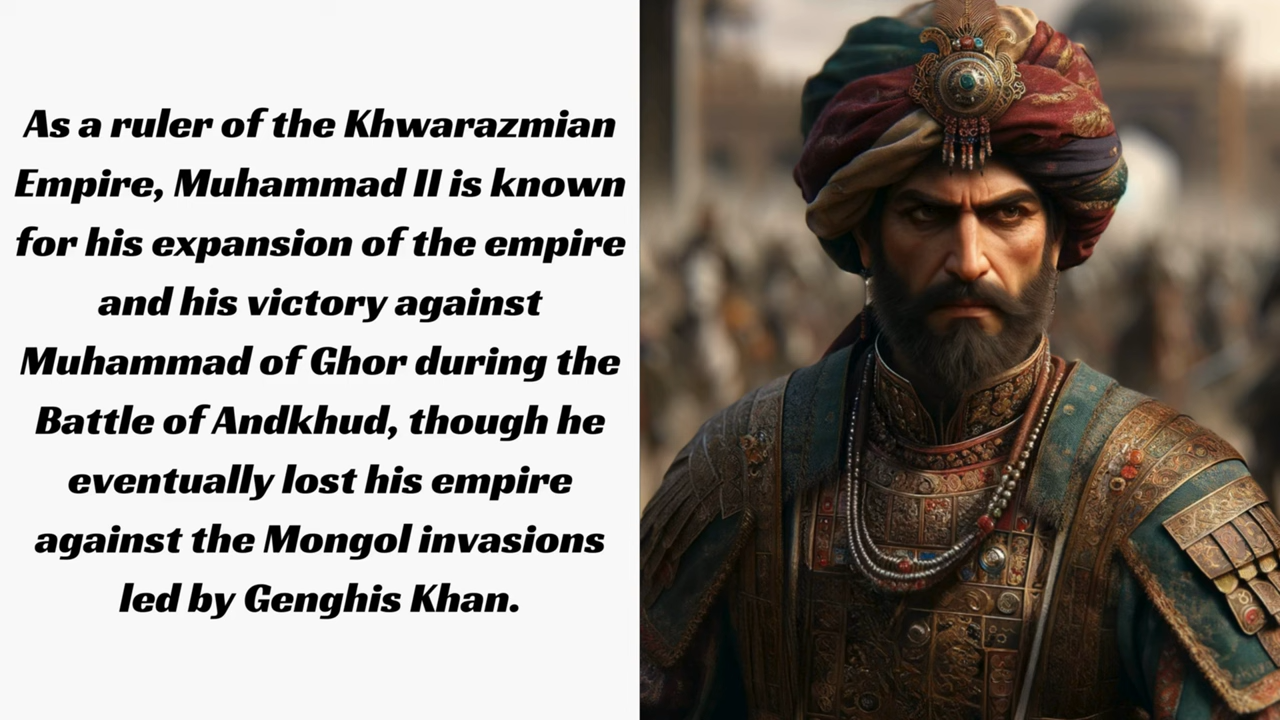 As a ruler of the Khwarazmian
Empire, Muhammad II is known
for his expansion of the empire
and his victory against
Muhammad of Ghor during the
Battle of Andkhud, though he
eventually lost his empire
against the Mongol invasions
led by Genghis Khan.